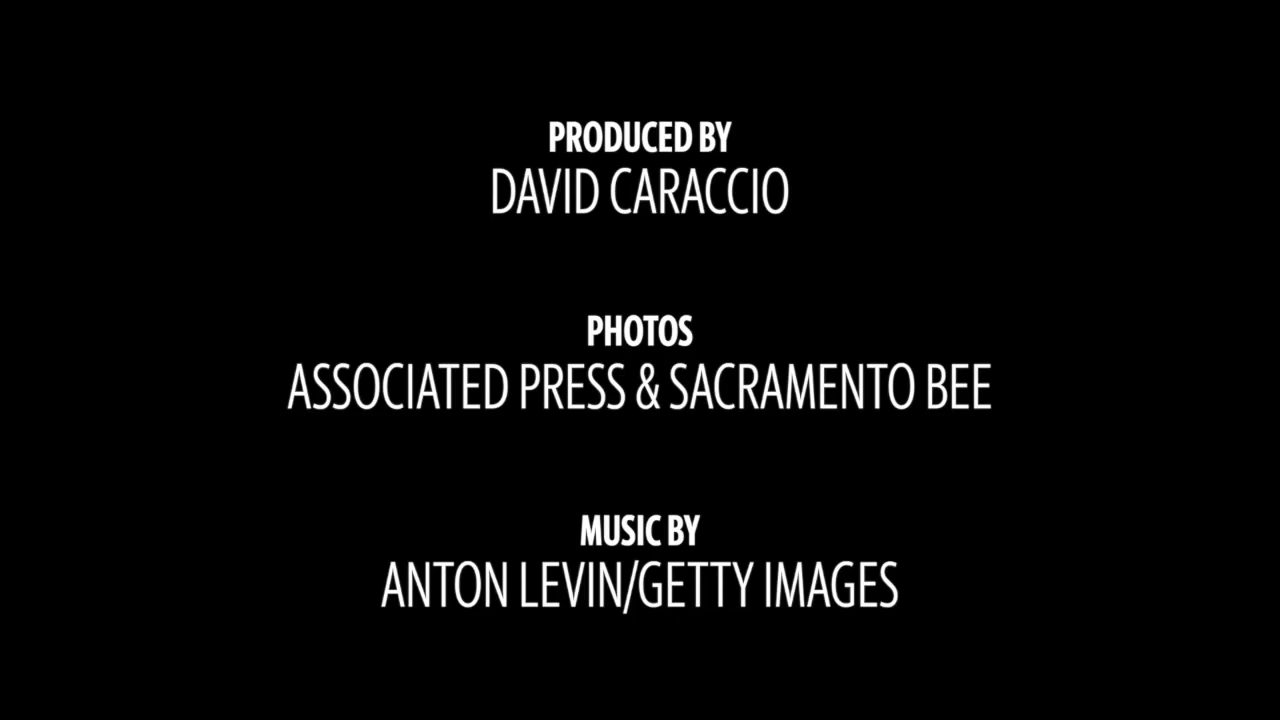 PRODUCED BY
DAVID CARACCIO
PHOTOS
ASSOCIATED PRESS & SACRAMENTO BEE
MUSIC BY
ANTON LEVIN/GETTY IMAGES